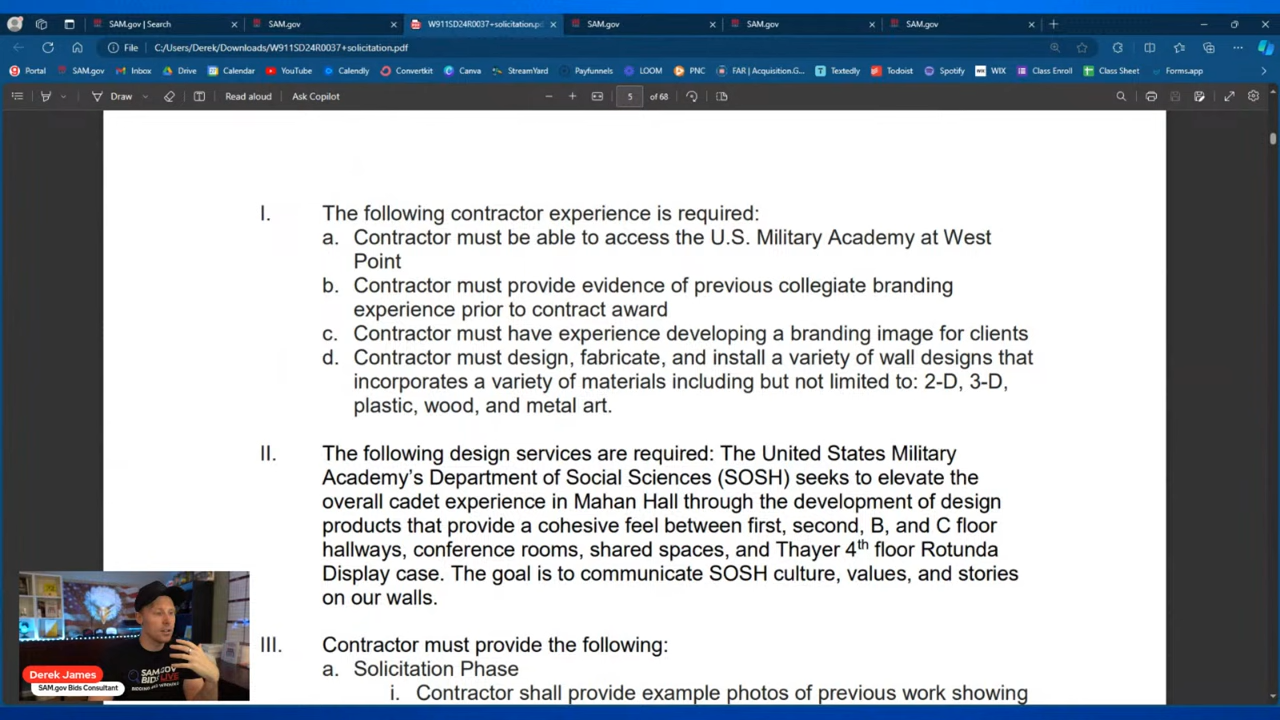 SAM.gov | Search
SAM.gov
W911SD24R0037+solicitation.pd
SAM.gov
SAM.gov
SAM.gov
File
C:/Users/Derek/Downloads/W911SD24R0037+solicitation.pdf
Portal
SAM.gov
Inbox
Drive
Calendar
YouTube
Calendly
Convertkit
Canva
StreamYard
Payfunnels
LOOM
PNC
FAR | Acquisition.G...
Textedly
Todoist
Spotify
WIX
Class Enroll
Class Sheet
Forms.app
Draw
Read aloud
Ask Copilot
5
of 68
I. The following contractor experience is required:
a. Contractor must be able to access the U.S. Military Academy at West
Point
b. Contractor must provide evidence of previous collegiate branding
experience prior to contract award
c. Contractor must have experience developing a branding image for clients
d. Contractor must design, fabricate, and install a variety of wall designs that
incorporates a variety of materials including but not limited to: 2-D, 3-D,
plastic, wood, and metal art.
II. The following design services are required: The United States Military
Academy's Department of Social Sciences (SOSH) seeks to elevate the
overall cadet experience in Mahan Hall through the development of design
products that provide a cohesive feel between first, second, B, and C floor
hallways, conference rooms, shared spaces, and Thayer 4th floor Rotunda
Display case. The goal is to communicate SOSH culture, values, and stories
on our walls.
III. Contractor must provide the following:
a. Solicitation Phase
i. Contractor shall provide example photos of previous work showing
Derek James
SAM.gov Bids Consultant
SAM.GOV
BIDS LIVE